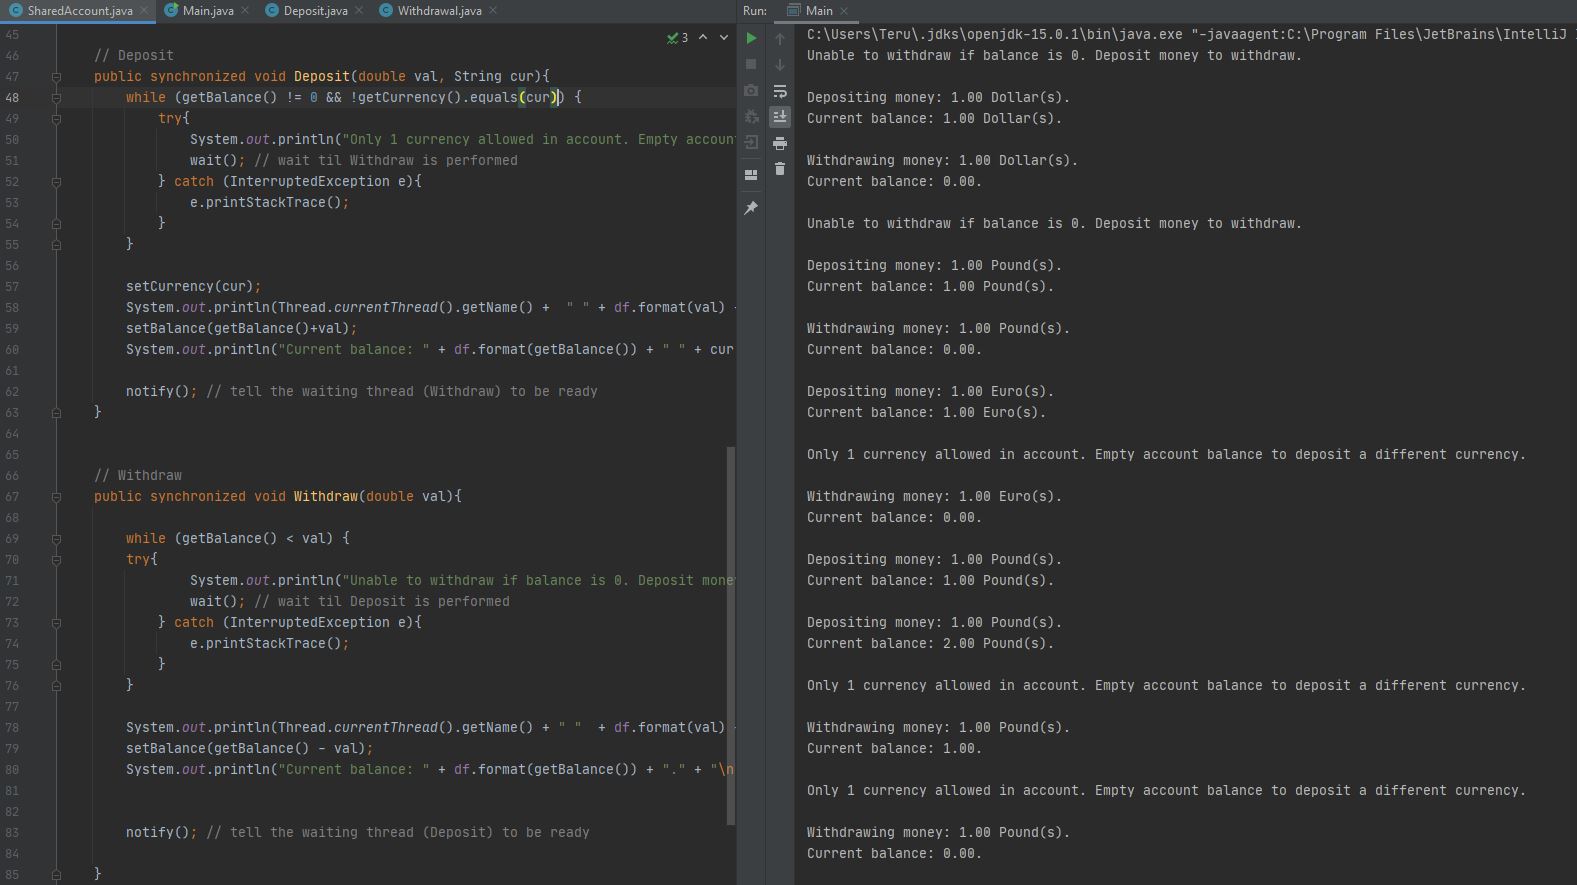 SharedAccount.java Main.java Deposit.java Withdrawal.java
45
46 // Deposit
47 public synchronized void Deposit(double val, String cur){
48 while (getBalance() != 0 && !getCurrency().equals(cur)) {
49 try{
50 System.out.println("Only 1 currency allowed in account. Empty accoun
51 wait(); // wait til Withdraw is performed
52 } catch (InterruptedException e){
53 e.printStackTrace();
54 }
55 }
56
57 setCurrency(cur);
58 System.out.println(Thread.currentThread().getName() + " " + df.format(val) +
59 setBalance(getBalance()+val);
60 System.out.println("Current balance: " + df.format(getBalance()) + " " + cur
61
62 notify(); // tell the waiting thread (Withdraw) to be ready
63 }
64
65
66 // Withdraw
67 public synchronized void Withdraw(double val){
68
69 while (getBalance() < val) {
70 try{
71 System.out.println("Unable to withdraw if balance is 0. Deposit mone
72 wait(); // wait til Deposit is performed
73 } catch (InterruptedException e){
74 e.printStackTrace();
75 }
76 }
77
78 System.out.println(Thread.currentThread().getName() + " " + df.format(val) +
79 setBalance(getBalance() - val);
80 System.out.println("Current balance: " + df.format(getBalance()) + "." + "\n
81
82
83 notify(); // tell the waiting thread (Deposit) to be ready
84
85 }
3
Run: Main
C:\Users\Teru\.jdks\openjdk-15.0.1\bin\java.exe "-javaagent:C:\Program Files\JetBrains\IntelliJ
Unable to withdraw if balance is 0. Deposit money to withdraw.
Depositing money: 1.00 Dollar(s).
Current balance: 1.00 Dollar(s).
Withdrawing money: 1.00 Dollar(s).
Current balance: 0.00.
Unable to withdraw if balance is 0. Deposit money to withdraw.
Depositing money: 1.00 Pound(s).
Current balance: 1.00 Pound(s).
Withdrawing money: 1.00 Pound(s).
Current balance: 0.00.
Depositing money: 1.00 Euro(s).
Current balance: 1.00 Euro(s).
Only 1 currency allowed in account. Empty account balance to deposit a different currency.
Withdrawing money: 1.00 Euro(s).
Current balance: 0.00.
Depositing money: 1.00 Pound(s).
Current balance: 1.00 Pound(s).
Depositing money: 1.00 Pound(s).
Current balance: 2.00 Pound(s).
Only 1 currency allowed in account. Empty account balance to deposit a different currency.
Withdrawing money: 1.00 Pound(s).
Current balance: 1.00.
Only 1 currency allowed in account. Empty account balance to deposit a different currency.
Withdrawing money: 1.00 Pound(s).
Current balance: 0.00.